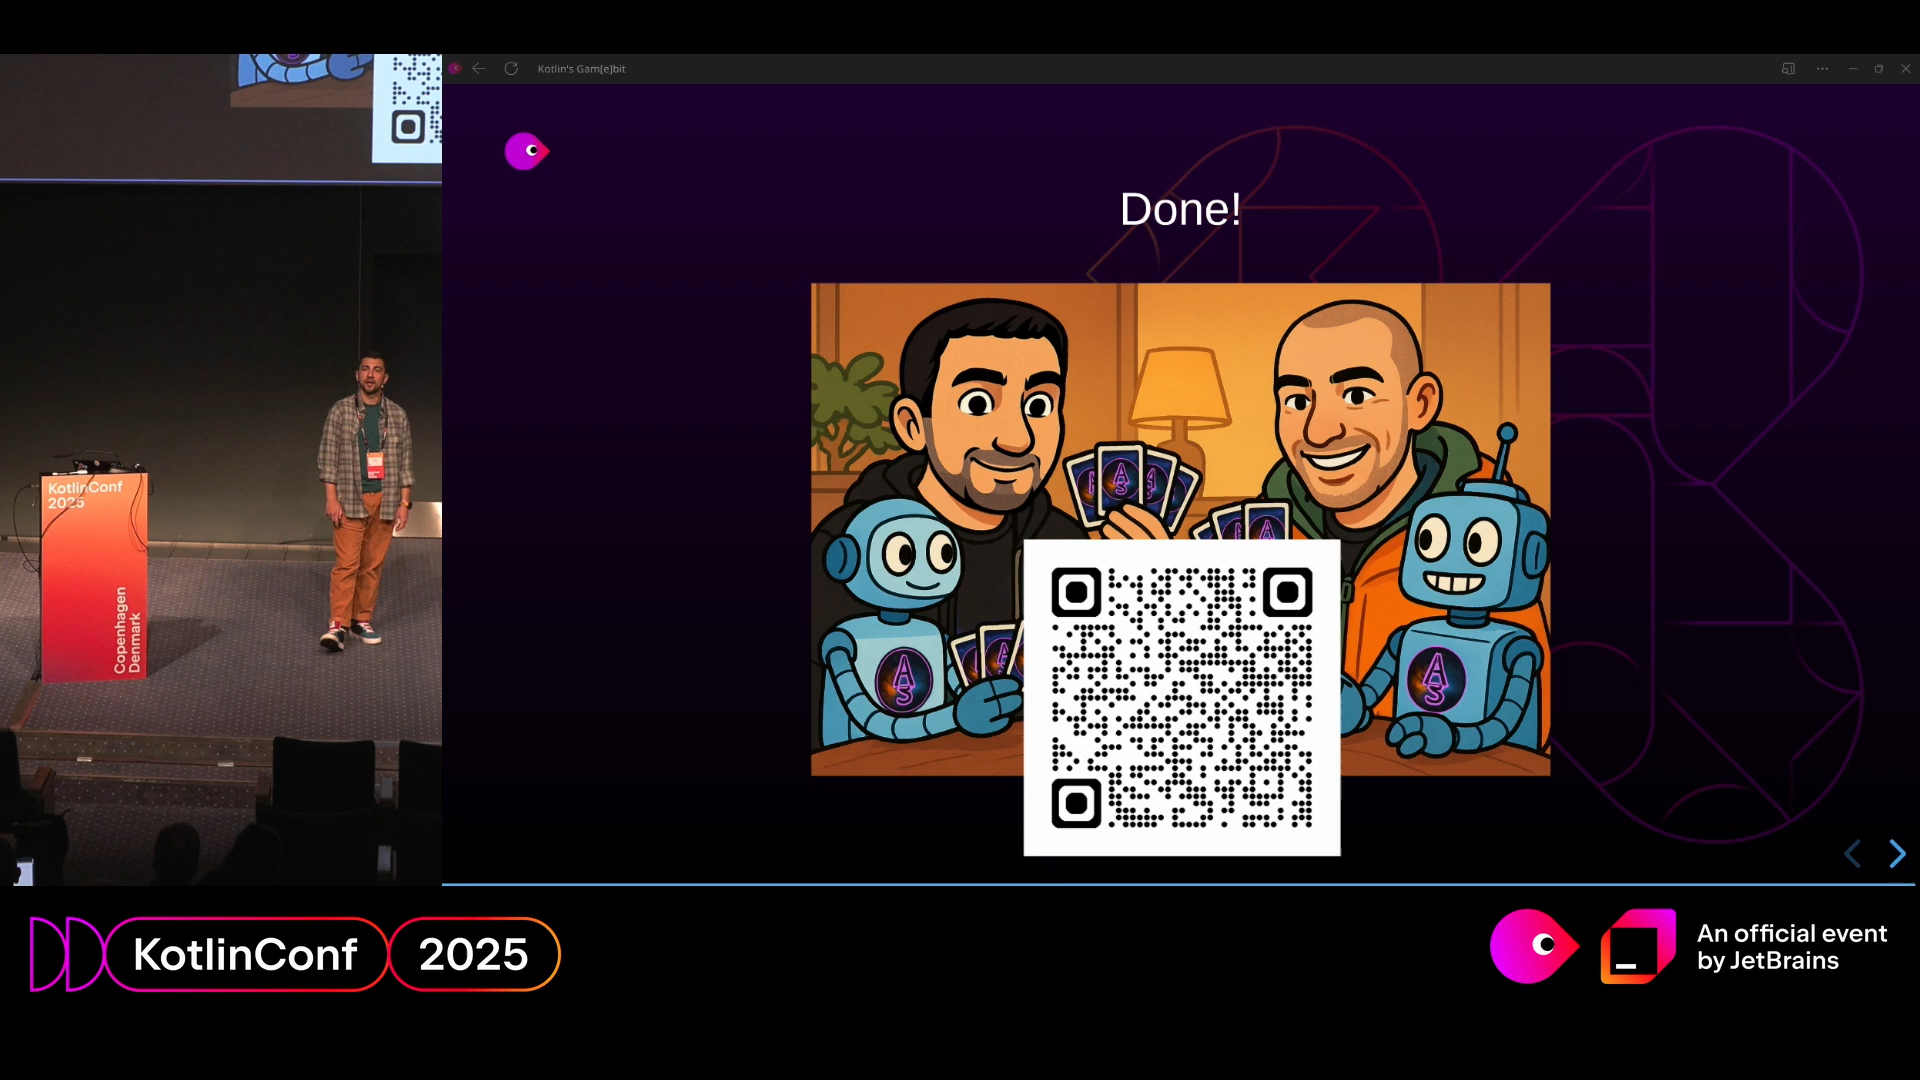 Kotlin's Gam[e]bit
Done!
A
S
A
A
S
A
S
KotlinConf
2025
Copenhagen
Denmark
KotlinConf
2025
An official event
by JetBrains